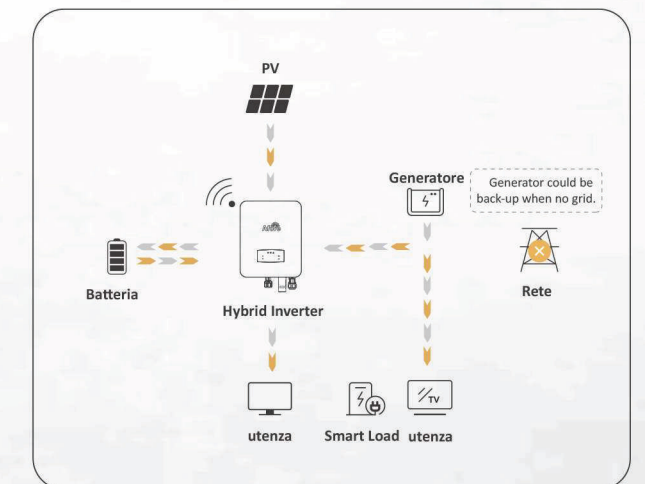 PV
Generatore
Generator could be
back-up when no grid.
Batteria
Hybrid Inverter
Rete
TV
utenza
Smart Load
utenza